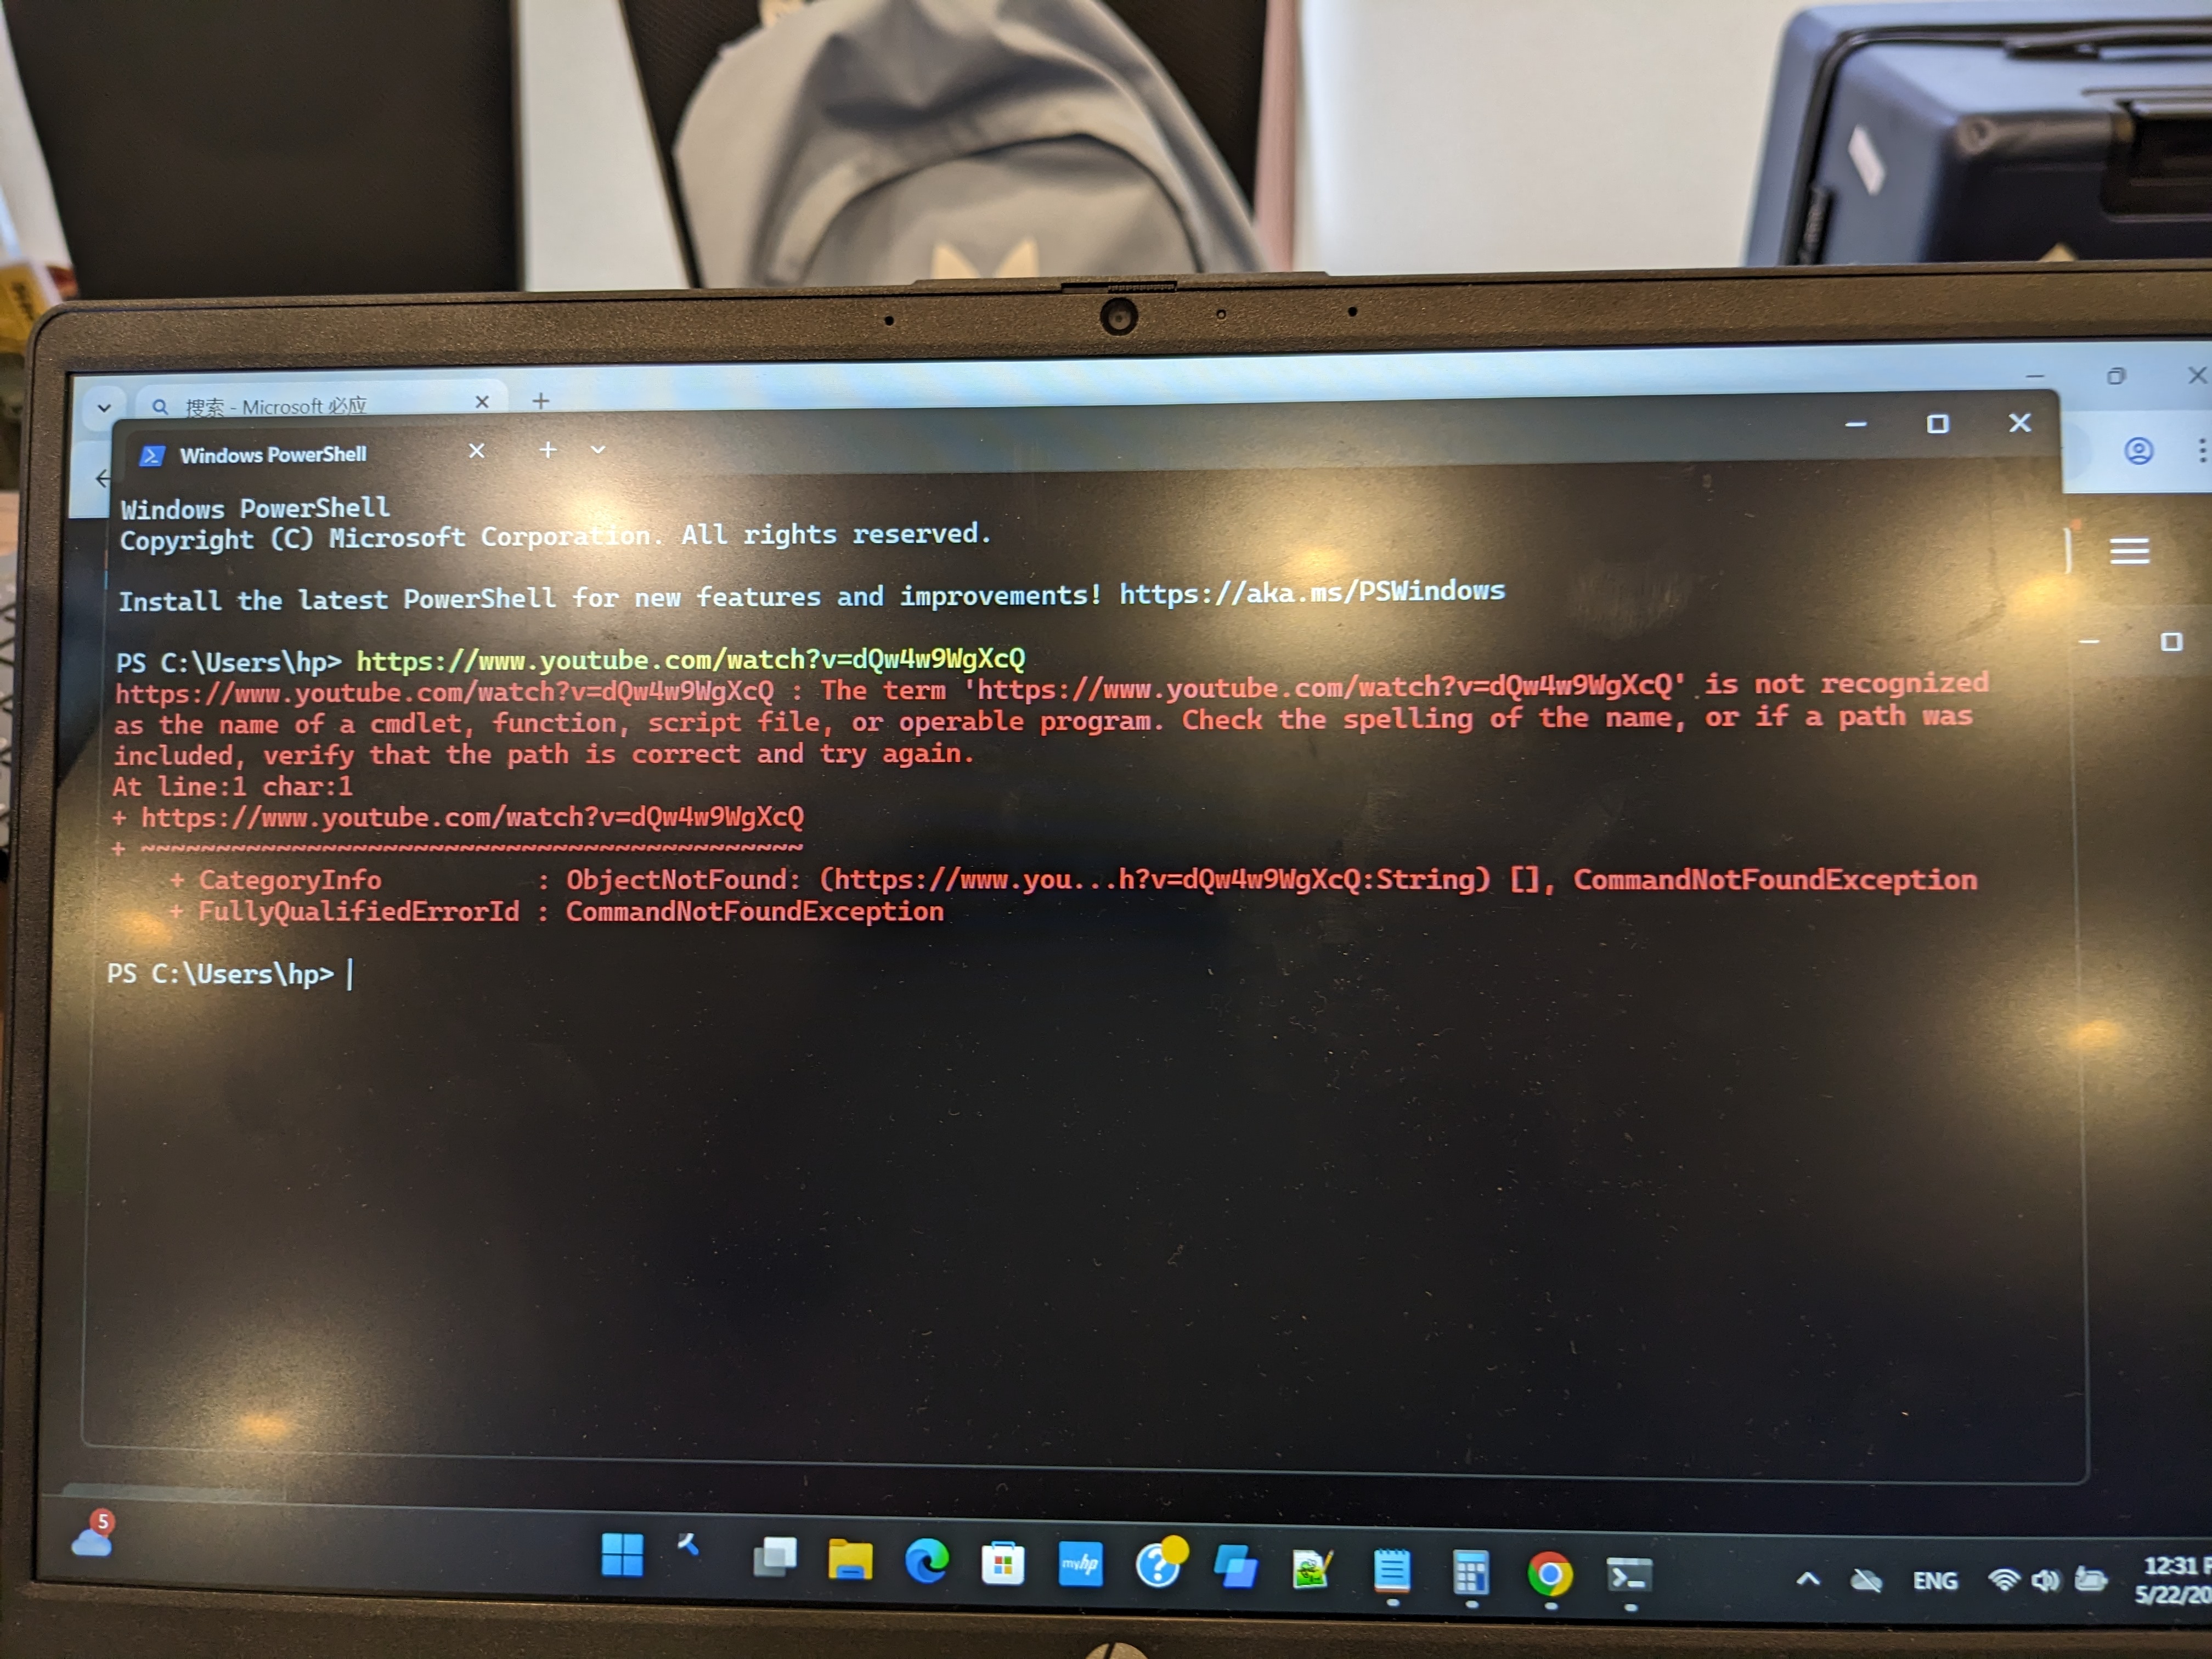 搜索 - Microsoft 必应
Windows PowerShell
Windows PowerShell
Copyright (C) Microsoft Corporation. All rights reserved.
Install the latest PowerShell for new features and improvements! https://aka.ms/PSWindows
PS C:\Users\hp> https://www.youtube.com/watch?v=dQw4w9WgXcQ
https://www.youtube.com/watch?v=dQw4w9WgXcQ : The term 'https://www.youtube.com/watch?v=dQw4w9WgXcQ' is not recognized
as the name of a cmdlet, function, script file, or operable program. Check the spelling of the name, or if a path was
included, verify that the path is correct and try again.
At line:1 char:1
+ https://www.youtube.com/watch?v=dQw4w9WgXcQ
+ ~~~~~~~~~~~~~~~~~~~~~~~~~~~~~~~~~~~~~~~~~~~
+ CategoryInfo : ObjectNotFound: (https://www.you...h?v=dQw4w9WgXcQ:String) [], CommandNotFoundException
+ FullyQualifiedErrorId : CommandNotFoundException
PS C:\Users\hp>
5
myhp
ENG
12:31 P
5/22/20